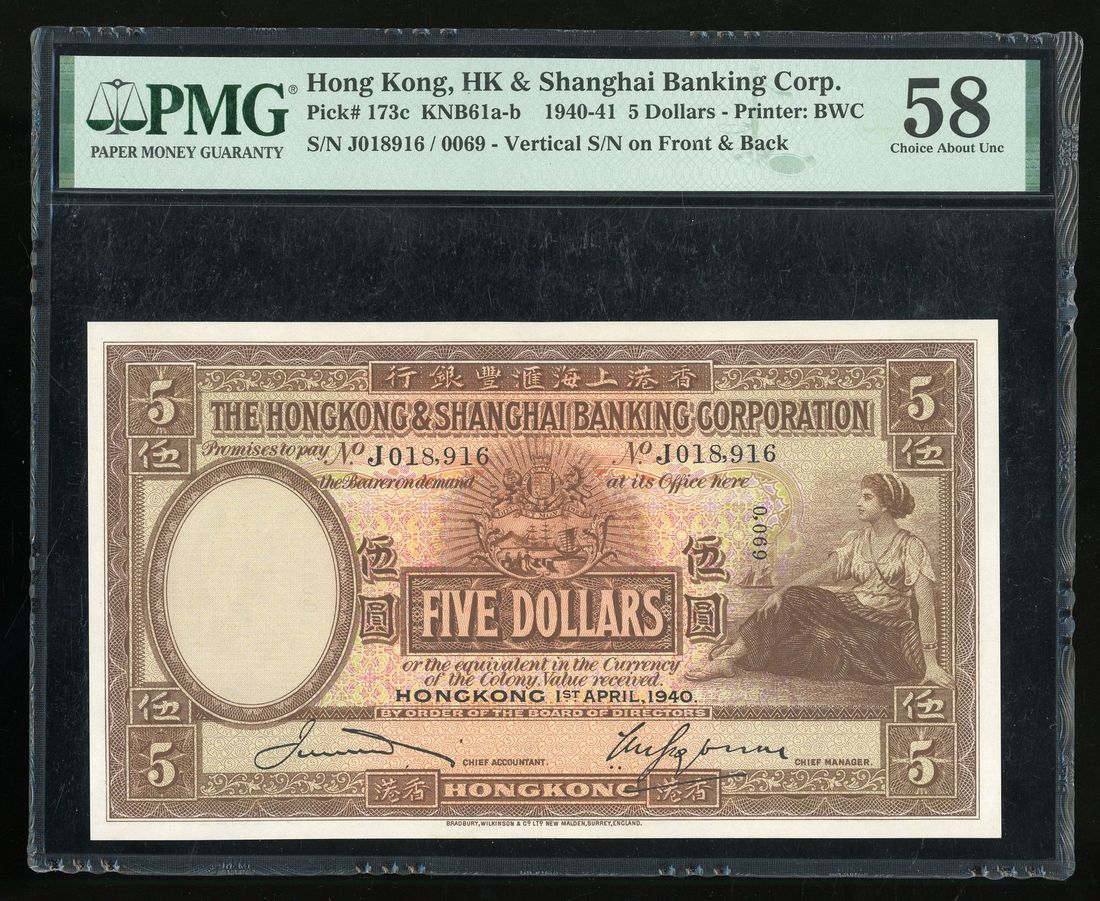 PMG®
PAPER MONEY GUARANTY
Hong Kong, HK & Shanghai Banking Corp.
Pick# 173c KNB61a-b 1940-41 5 Dollars - Printer: BWC
S/N J018916 / 0069 - Vertical S/N on Front & Back
58
Choice About Unc
5
行銀豐滙海上港香
5
THE HONGKONG & SHANGHAI BANKING CORPORATION
伍
Promises to pay No. J018,916
No. J018,916
伍
the Bearer on demand
at its Office here
0,069
伍圓
伍圓
FIVE DOLLARS
or the equivalent in the Currency
of the Colony, Value received.
HONGKONG 1ST APRIL, 1940.
伍
BY ORDER OF THE BOARD OF DIRECTORS
伍
CHIEF ACCOUNTANT.
CHIEF MANAGER.
5
港香
HONGKONG
港香
5
BRADBURY, WILKINSON & Co LTD NEW MALDEN, SURREY, ENGLAND.